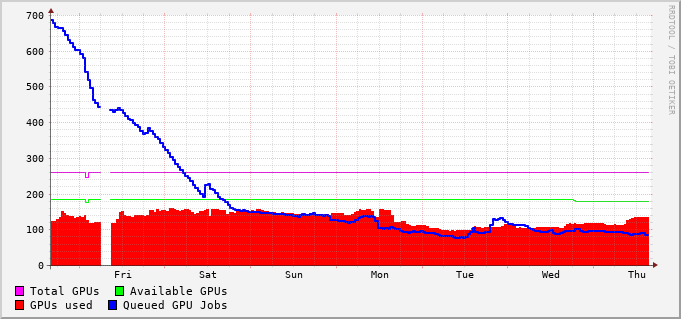 700
600
500
400
300
200
100
0
Fri Sat Sun Mon Tue Wed Thu
Total GPUs Available GPUs
GPUs used Queued GPU Jobs
RRDTOOL / TOBI OETIKER